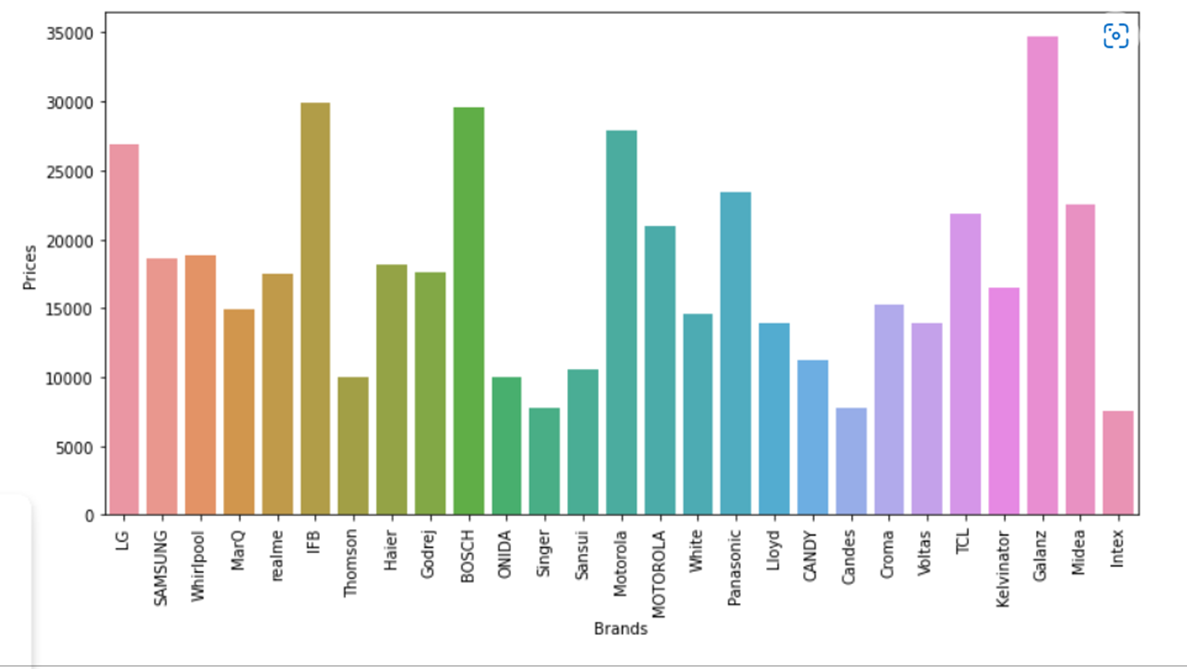 35000
30000
25000
20000
15000
10000
5000
0
Prices
LG
SAMSUNG
Whirlpool
MarQ
realme
IFB
Thomson
Haier
Godrej
BOSCH
ONIDA
Singer
Sansui
Motorola
MOTOROLA
White
Panasonic
Lloyd
CANDY
Candes
Croma
Voltas
TCL
Kelvinator
Galanz
Midea
Intex
Brands